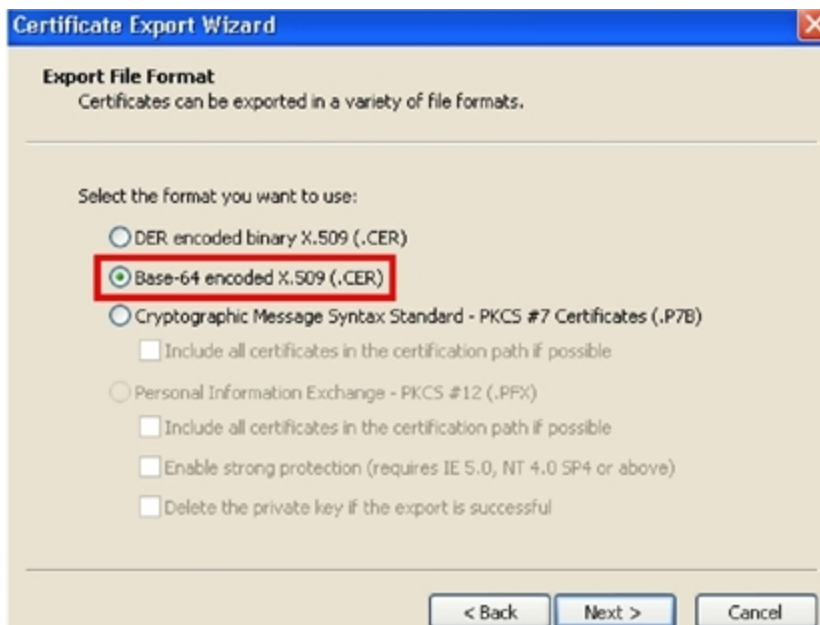 Certificate Export Wizard
Export File Format
Certificates can be exported in a variety of file formats.
Select the format you want to use:
DER encoded binary X.509 (.CER)
Base-64 encoded X.509 (.CER)
Cryptographic Message Syntax Standard - PKCS #7 Certificates (.P7B)
Include all certificates in the certification path if possible
Personal Information Exchange - PKCS #12 (.PFX)
Include all certificates in the certification path if possible
Enable strong protection (requires IE 5.0, NT 4.0 SP4 or above)
Delete the private key if the export is successful
< Back Next > Cancel